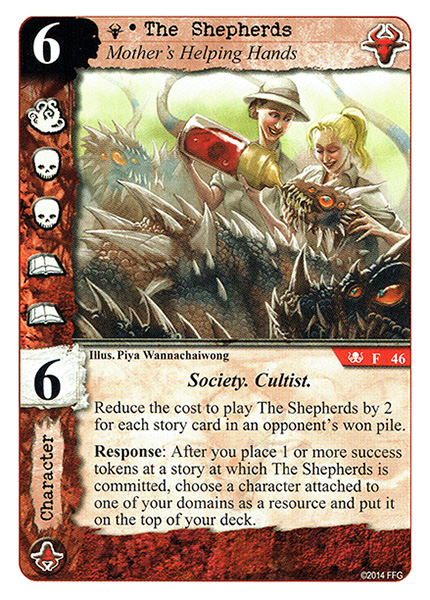 6
• The Shepherds
Mother's Helping Hands
Illus. Piya Wannachaiwong
F 46
6
Society. Cultist.
Reduce the cost to play The Shepherds by 2
for each story card in an opponent's won pile.
Response: After you place 1 or more success
tokens at a story at which The Shepherds is
committed, choose a character attached to
one of your domains as a resource and put it
on the top of your deck.
Character
©2014 FFG